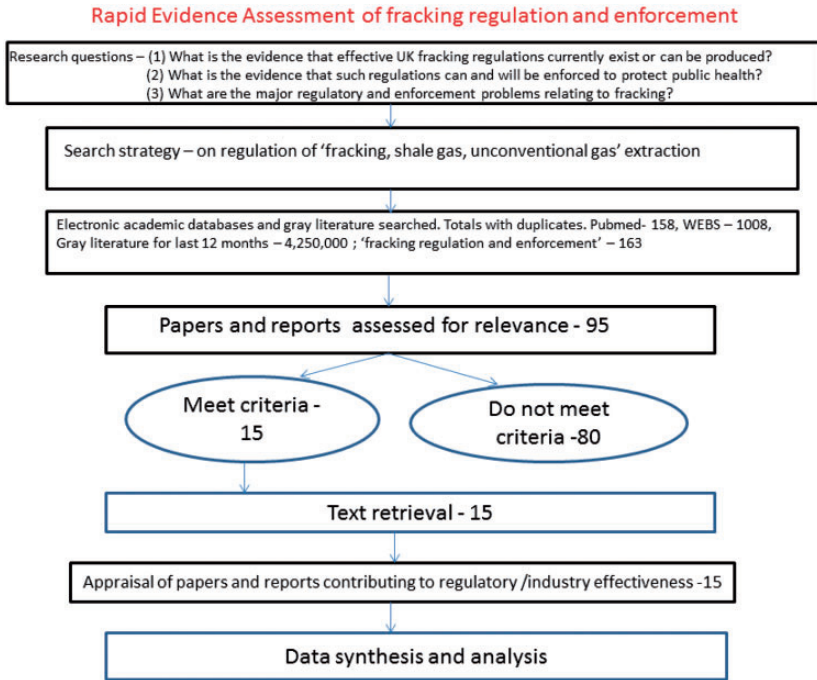 Rapid Evidence Assessment of fracking regulation and enforcement
Research questions – (1) What is the evidence that effective UK fracking regulations currently exist or can be produced?
(2) What is the evidence that such regulations can and will be enforced to protect public health?
(3) What are the major regulatory and enforcement problems relating to fracking?
Search strategy – on regulation of ‘fracking, shale gas, unconventional gas’ extraction
Electronic academic databases and gray literature searched. Totals with duplicates. Pubmed- 158, WEBS – 1008,
Gray literature for last 12 months – 4,250,000 ; ‘fracking regulation and enforcement’ – 163
Papers and reports assessed for relevance - 95
Meet criteria -
15
Do not meet
criteria -80
Text retrieval - 15
Appraisal of papers and reports contributing to regulatory /industry effectiveness -15
Data synthesis and analysis